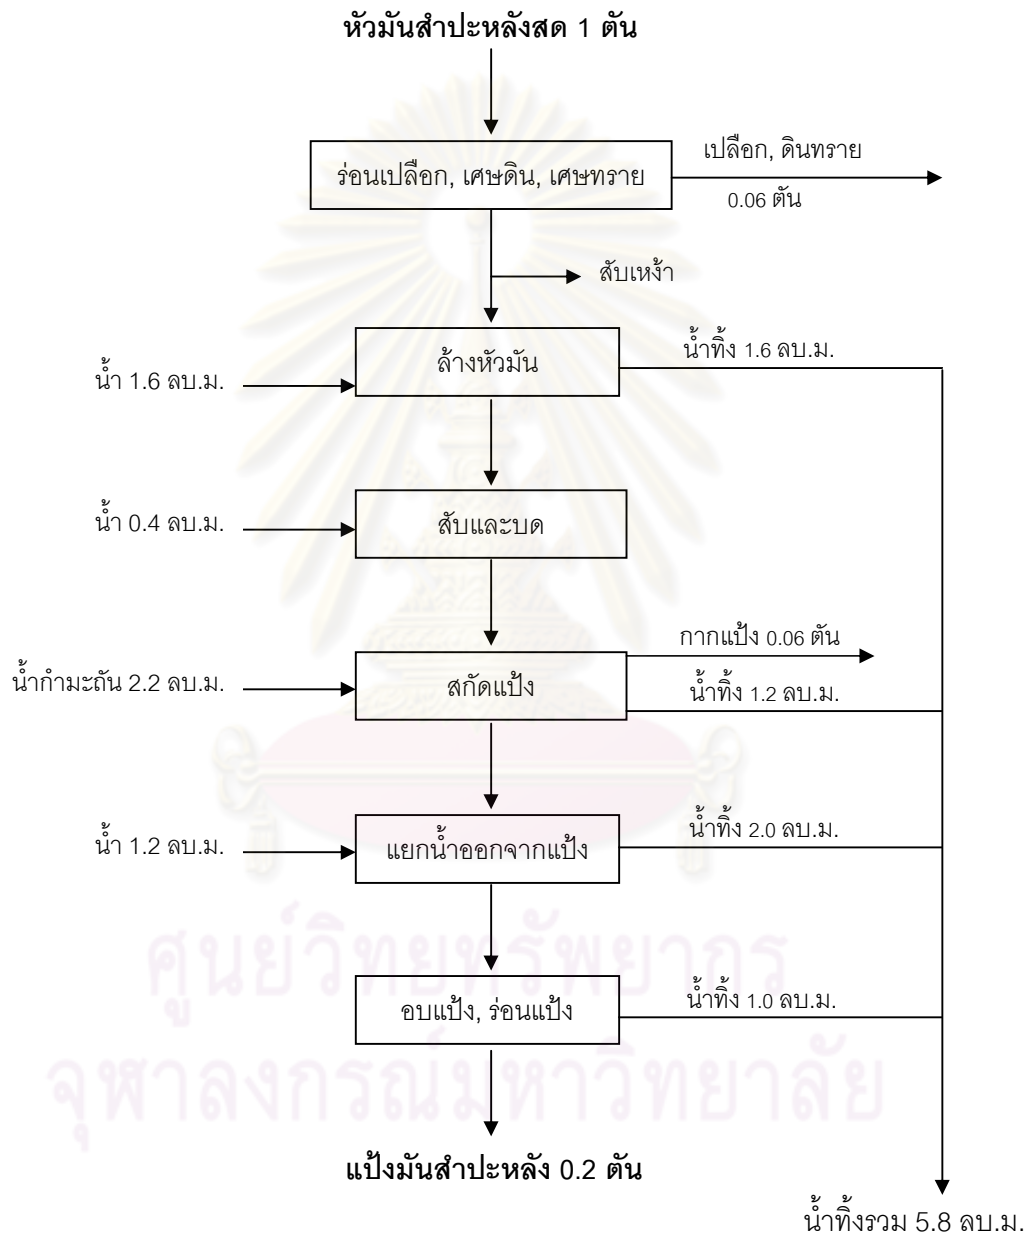 หัวมันสำปะหลังสด 1 ตัน
ร่อนเปลือก, เศษดิน, เศษทราย
เปลือก, ดินทราย
0.06 ตัน
สับเหง้า
น้ำ 1.6 ลบ.ม.
ล้างหัวมัน
น้ำทิ้ง 1.6 ลบ.ม.
น้ำ 0.4 ลบ.ม.
สับและบด
กากแป้ง 0.06 ตัน
น้ำกำมะถัน 2.2 ลบ.ม.
สกัดแป้ง
น้ำทิ้ง 1.2 ลบ.ม.
น้ำ 1.2 ลบ.ม.
แยกน้ำออกจากแป้ง
น้ำทิ้ง 2.0 ลบ.ม.
ศูนย์วิทยทรัพยากร
อบแป้ง, ร่อนแป้ง
น้ำทิ้ง 1.0 ลบ.ม.
จุฬาลงกรณ์มหาวิทยาลัย
แป้งมันสำปะหลัง 0.2 ตัน
น้ำทิ้งรวม 5.8 ลบ.ม.